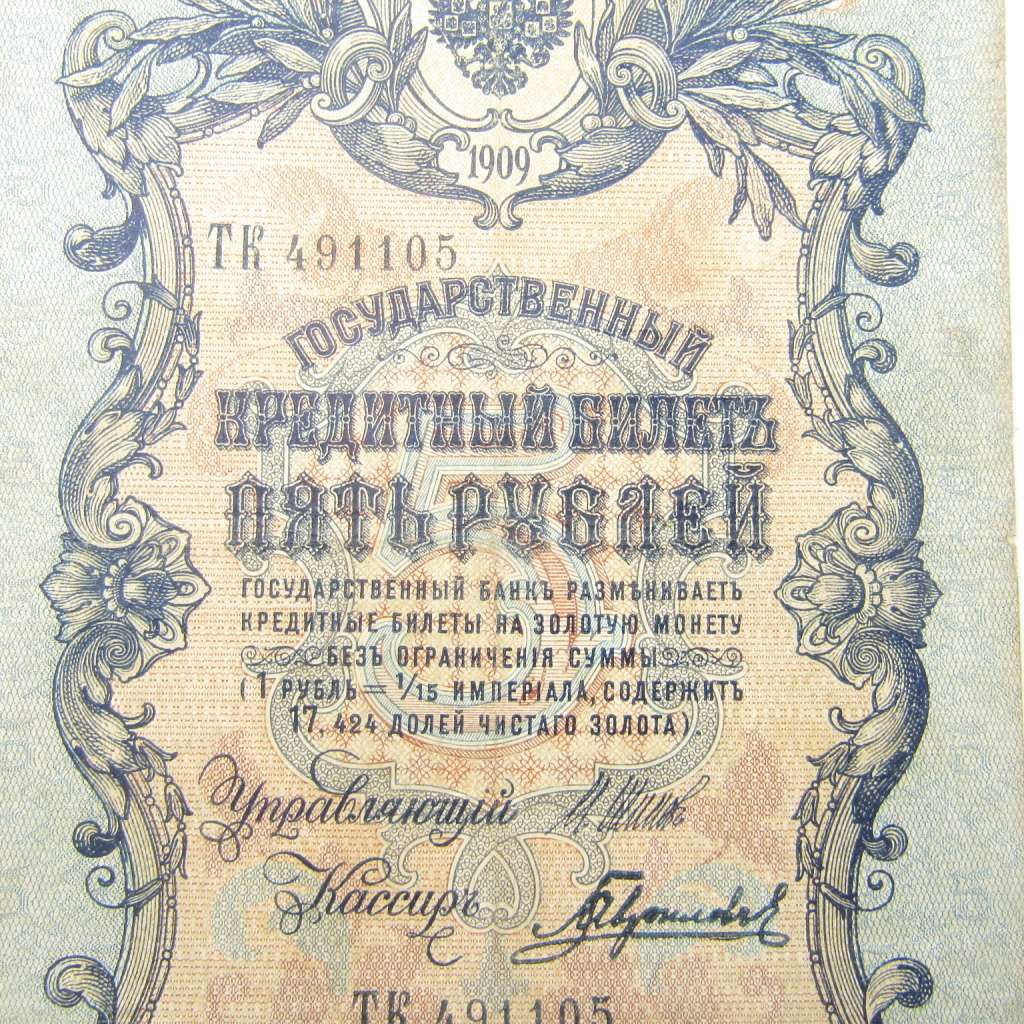 1909
ТК 491105
ГОСУДАРСТВЕННЫЙ
КРЕДИТНЫЙ БИЛЕТЪ
5
ПЯТЬ РУБЛЕЙ
ГОСУДАРСТВЕННЫЙ БАНКЪ РАЗМѢНИВАЕТЪ
КРЕДИТНЫЕ БИЛЕТЫ НА ЗОЛОТУЮ МОНЕТУ
БЕЗЪ ОГРАНИЧЕНІЯ СУММЫ
(1 РУБЛЬ = 1/15 ИМПЕРІАЛА, СОДЕРЖИТЪ
17,424 ДОЛЕЙ ЧИСТАГО ЗОЛОТА).
Управляющій
Кассиръ
ТК 491105